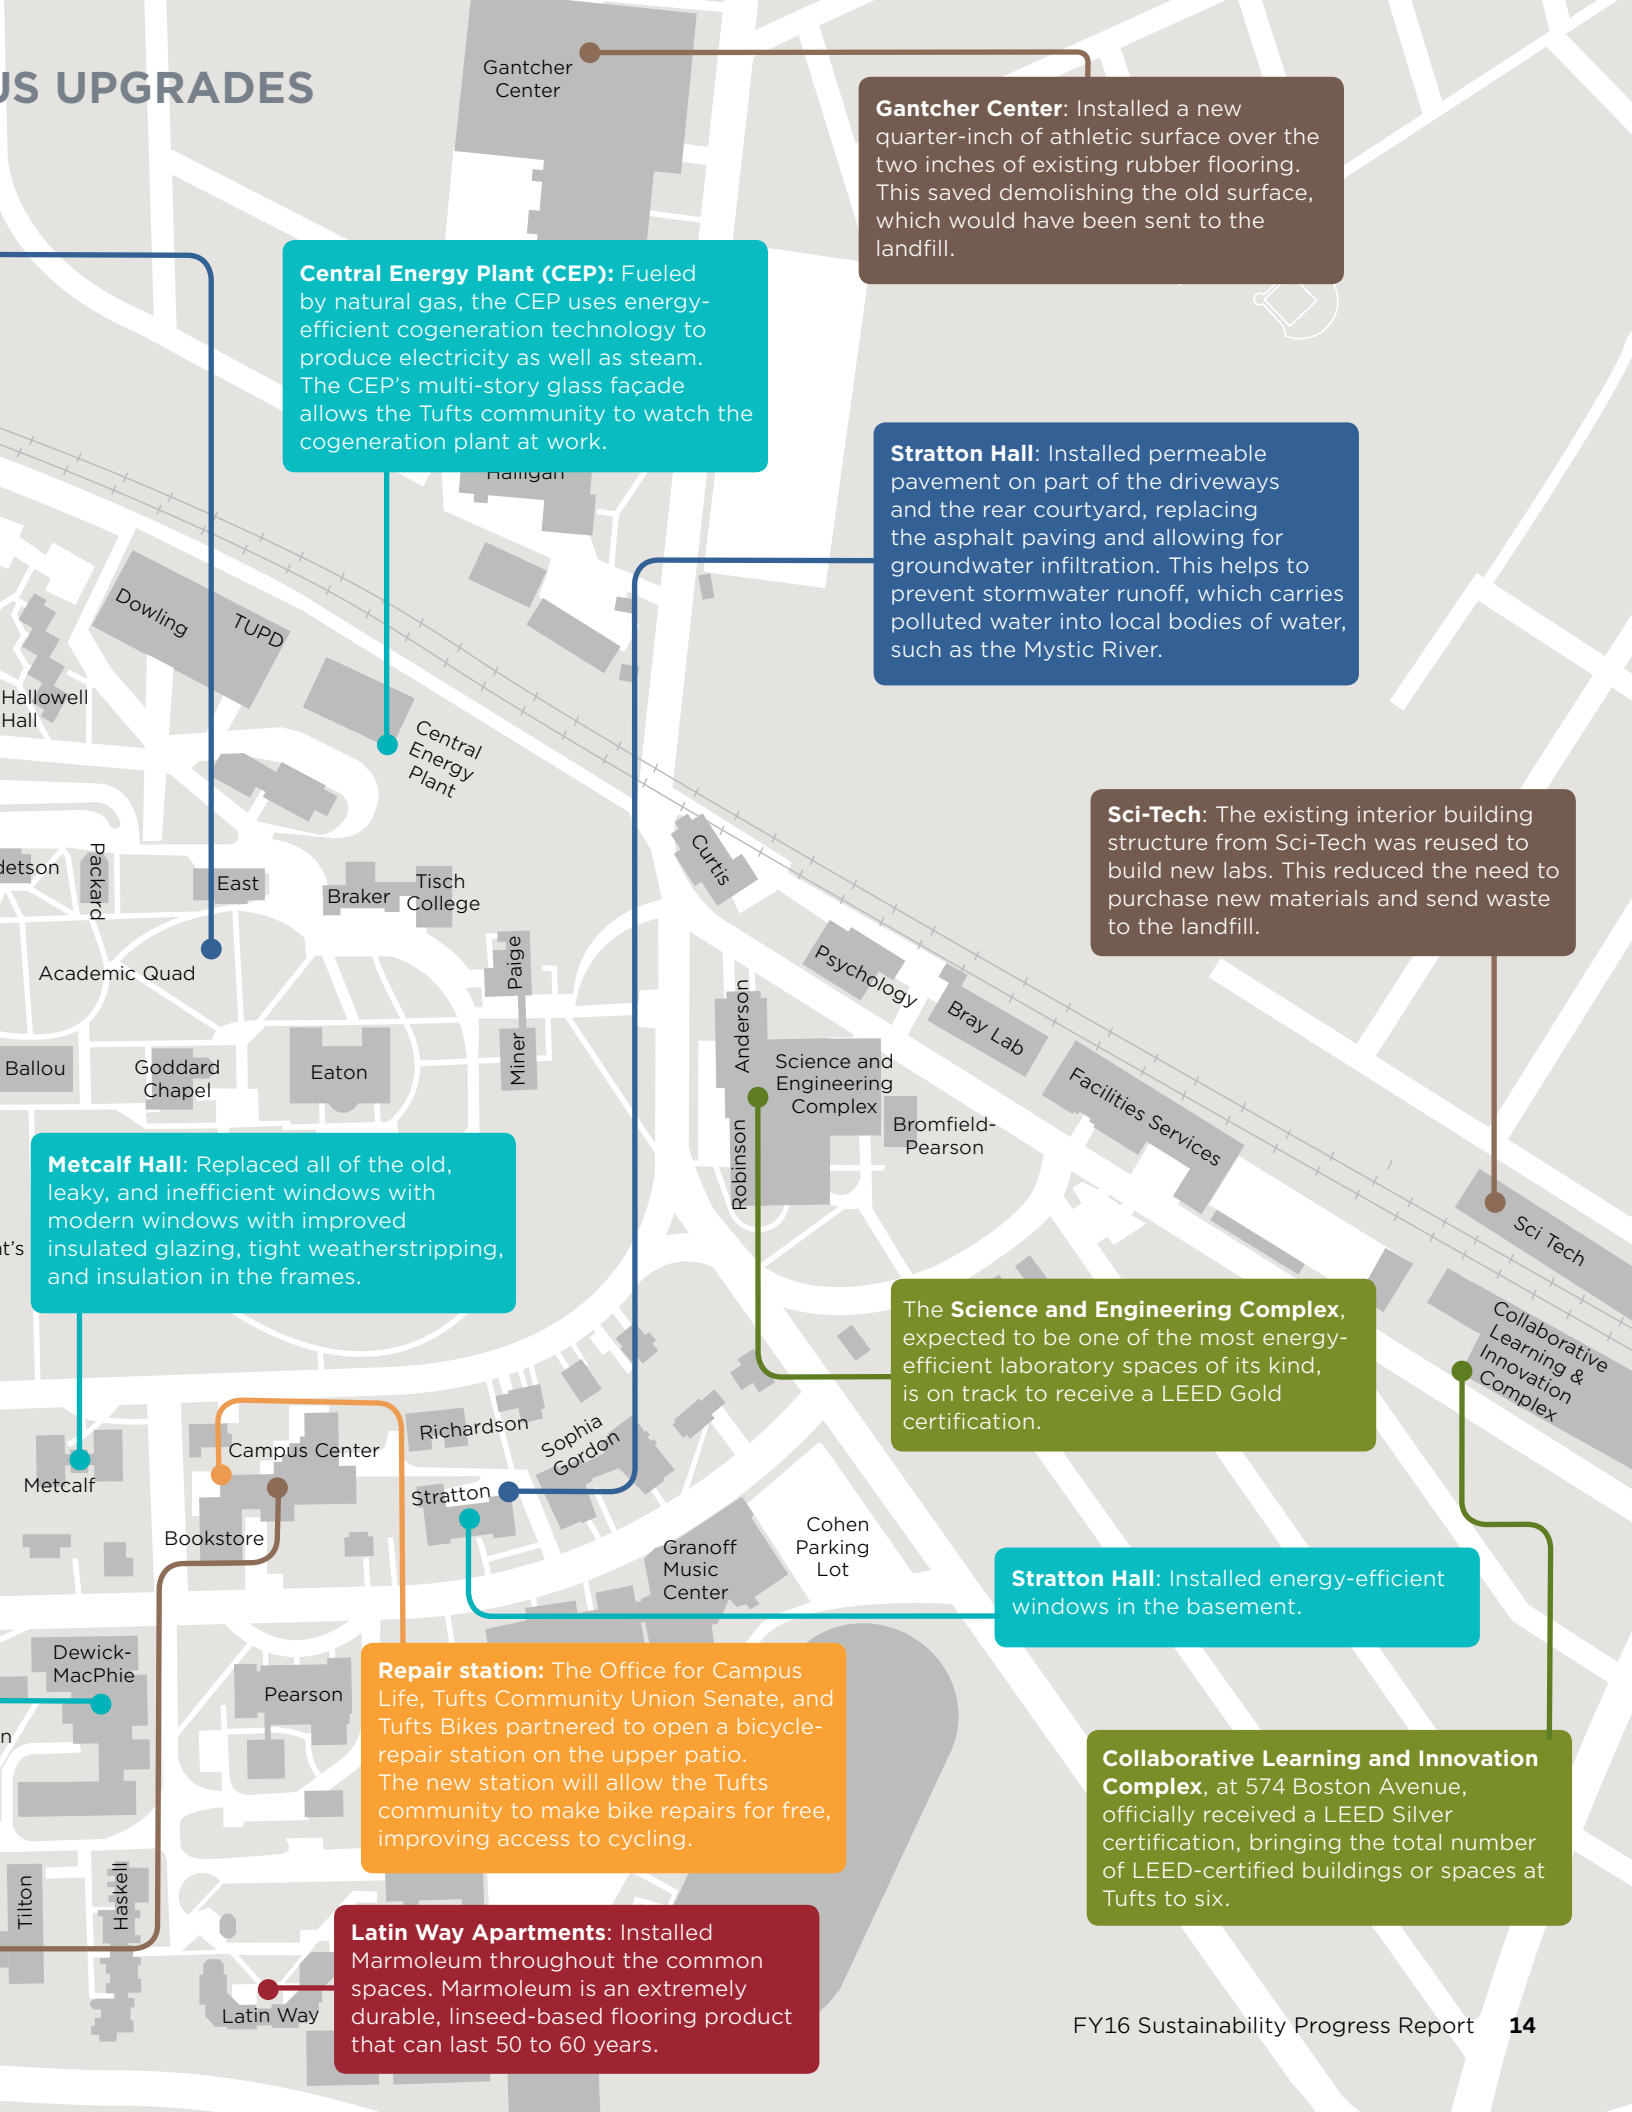 US UPGRADES
Gantcher
Center
Gantcher Center: Installed a new
quarter-inch of athletic surface over the
two inches of existing rubber flooring.
This saved demolishing the old surface,
which would have been sent to the
landfill.
Central Energy Plant (CEP): Fueled
by natural gas, the CEP uses energy-
efficient cogeneration technology to
produce electricity as well as steam.
The CEP's multi-story glass façade
allows the Tufts community to watch the
cogeneration plant at work.
Halligan
Stratton Hall: Installed permeable
pavement on part of the driveways
and the rear courtyard, replacing
the asphalt paving and allowing for
groundwater infiltration. This helps to
prevent stormwater runoff, which carries
polluted water into local bodies of water,
such as the Mystic River.
Dowling
TUPD
Hallowell
Hall
Central
Energy
Plant
Sci-Tech: The existing interior building
structure from Sci-Tech was reused to
build new labs. This reduced the need to
purchase new materials and send waste
to the landfill.
detson
Packard
East
Braker
Tisch
College
Curtis
Academic Quad
Paige
Miner
Psychology
Bray Lab
Anderson
Ballou
Goddard
Chapel
Eaton
Science and
Engineering
Complex
Facilities Services
Bromfield-
Pearson
Robinson
Metcalf Hall: Replaced all of the old,
leaky, and inefficient windows with
modern windows with improved
insulated glazing, tight weatherstripping,
and insulation in the frames.
t's
Sci Tech
The Science and Engineering Complex,
expected to be one of the most energy-
efficient laboratory spaces of its kind,
is on track to receive a LEED Gold
certification.
Collaborative
Learning &
Innovation
Complex
Richardson
Sophia
Gordon
Campus Center
Metcalf
Stratton
Bookstore
Granoff
Music
Center
Cohen
Parking
Lot
Stratton Hall: Installed energy-efficient
windows in the basement.
Dewick-
MacPhie
Pearson
n
Repair station: The Office for Campus
Life, Tufts Community Union Senate, and
Tufts Bikes partnered to open a bicycle-
repair station on the upper patio.
The new station will allow the Tufts
community to make bike repairs for free,
improving access to cycling.
Collaborative Learning and Innovation
Complex, at 574 Boston Avenue,
officially received a LEED Silver
certification, bringing the total number
of LEED-certified buildings or spaces at
Tufts to six.
Tilton
Haskell
Latin Way Apartments: Installed
Marmoleum throughout the common
spaces. Marmoleum is an extremely
durable, linseed-based flooring product
that can last 50 to 60 years.
Latin Way
FY16 Sustainability Progress Report 14